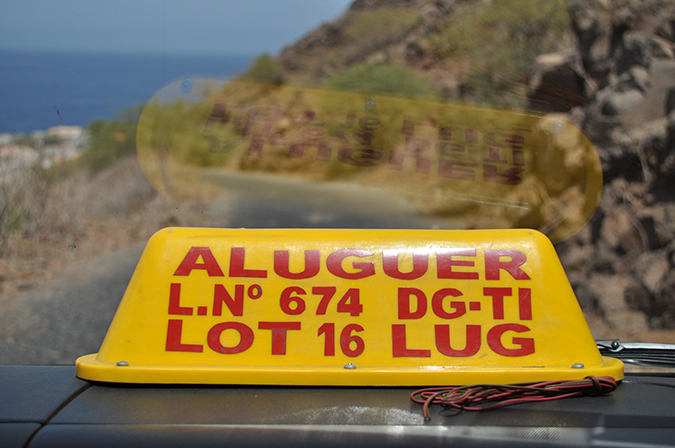 ALUGUER
L.Nº 674 DG-TI
LOT 16 LUG